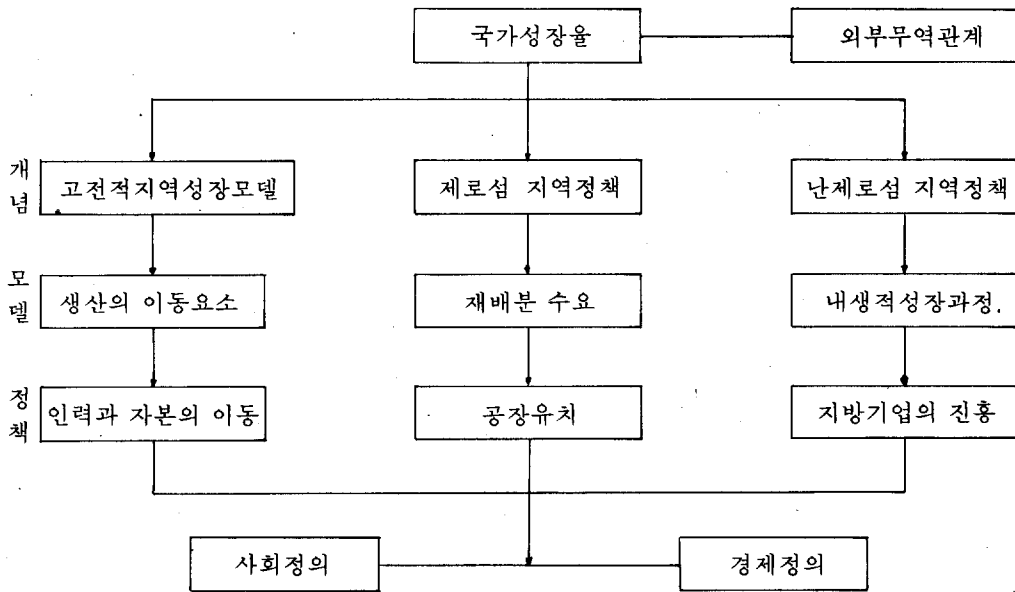 국가성장율 외부무역관계
개념 고전적지역성장모델 제로섬 지역정책 난제로섬 지역정책
모델 생산의 이동요소 재배분 수요 내생적성장과정.
정책 인력과 자본의 이동 공장유치 지방기업의 진흥
사회정의 경제정의